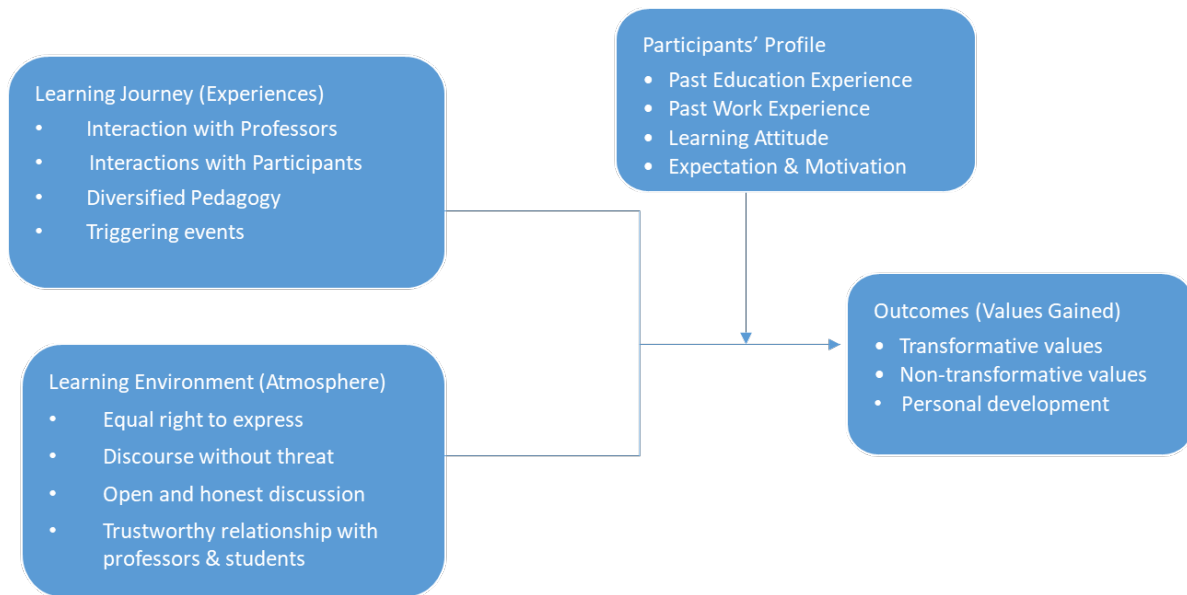 Learning Journey (Experiences)
• Interaction with Professors
• Interactions with Participants
• Diversified Pedagogy
• Triggering events
Participants’ Profile
• Past Education Experience
• Past Work Experience
• Learning Attitude
• Expectation & Motivation
Learning Environment (Atmosphere)
• Equal right to express
• Discourse without threat
• Open and honest discussion
• Trustworthy relationship with
professors & students
Outcomes (Values Gained)
• Transformative values
• Non-transformative values
• Personal development